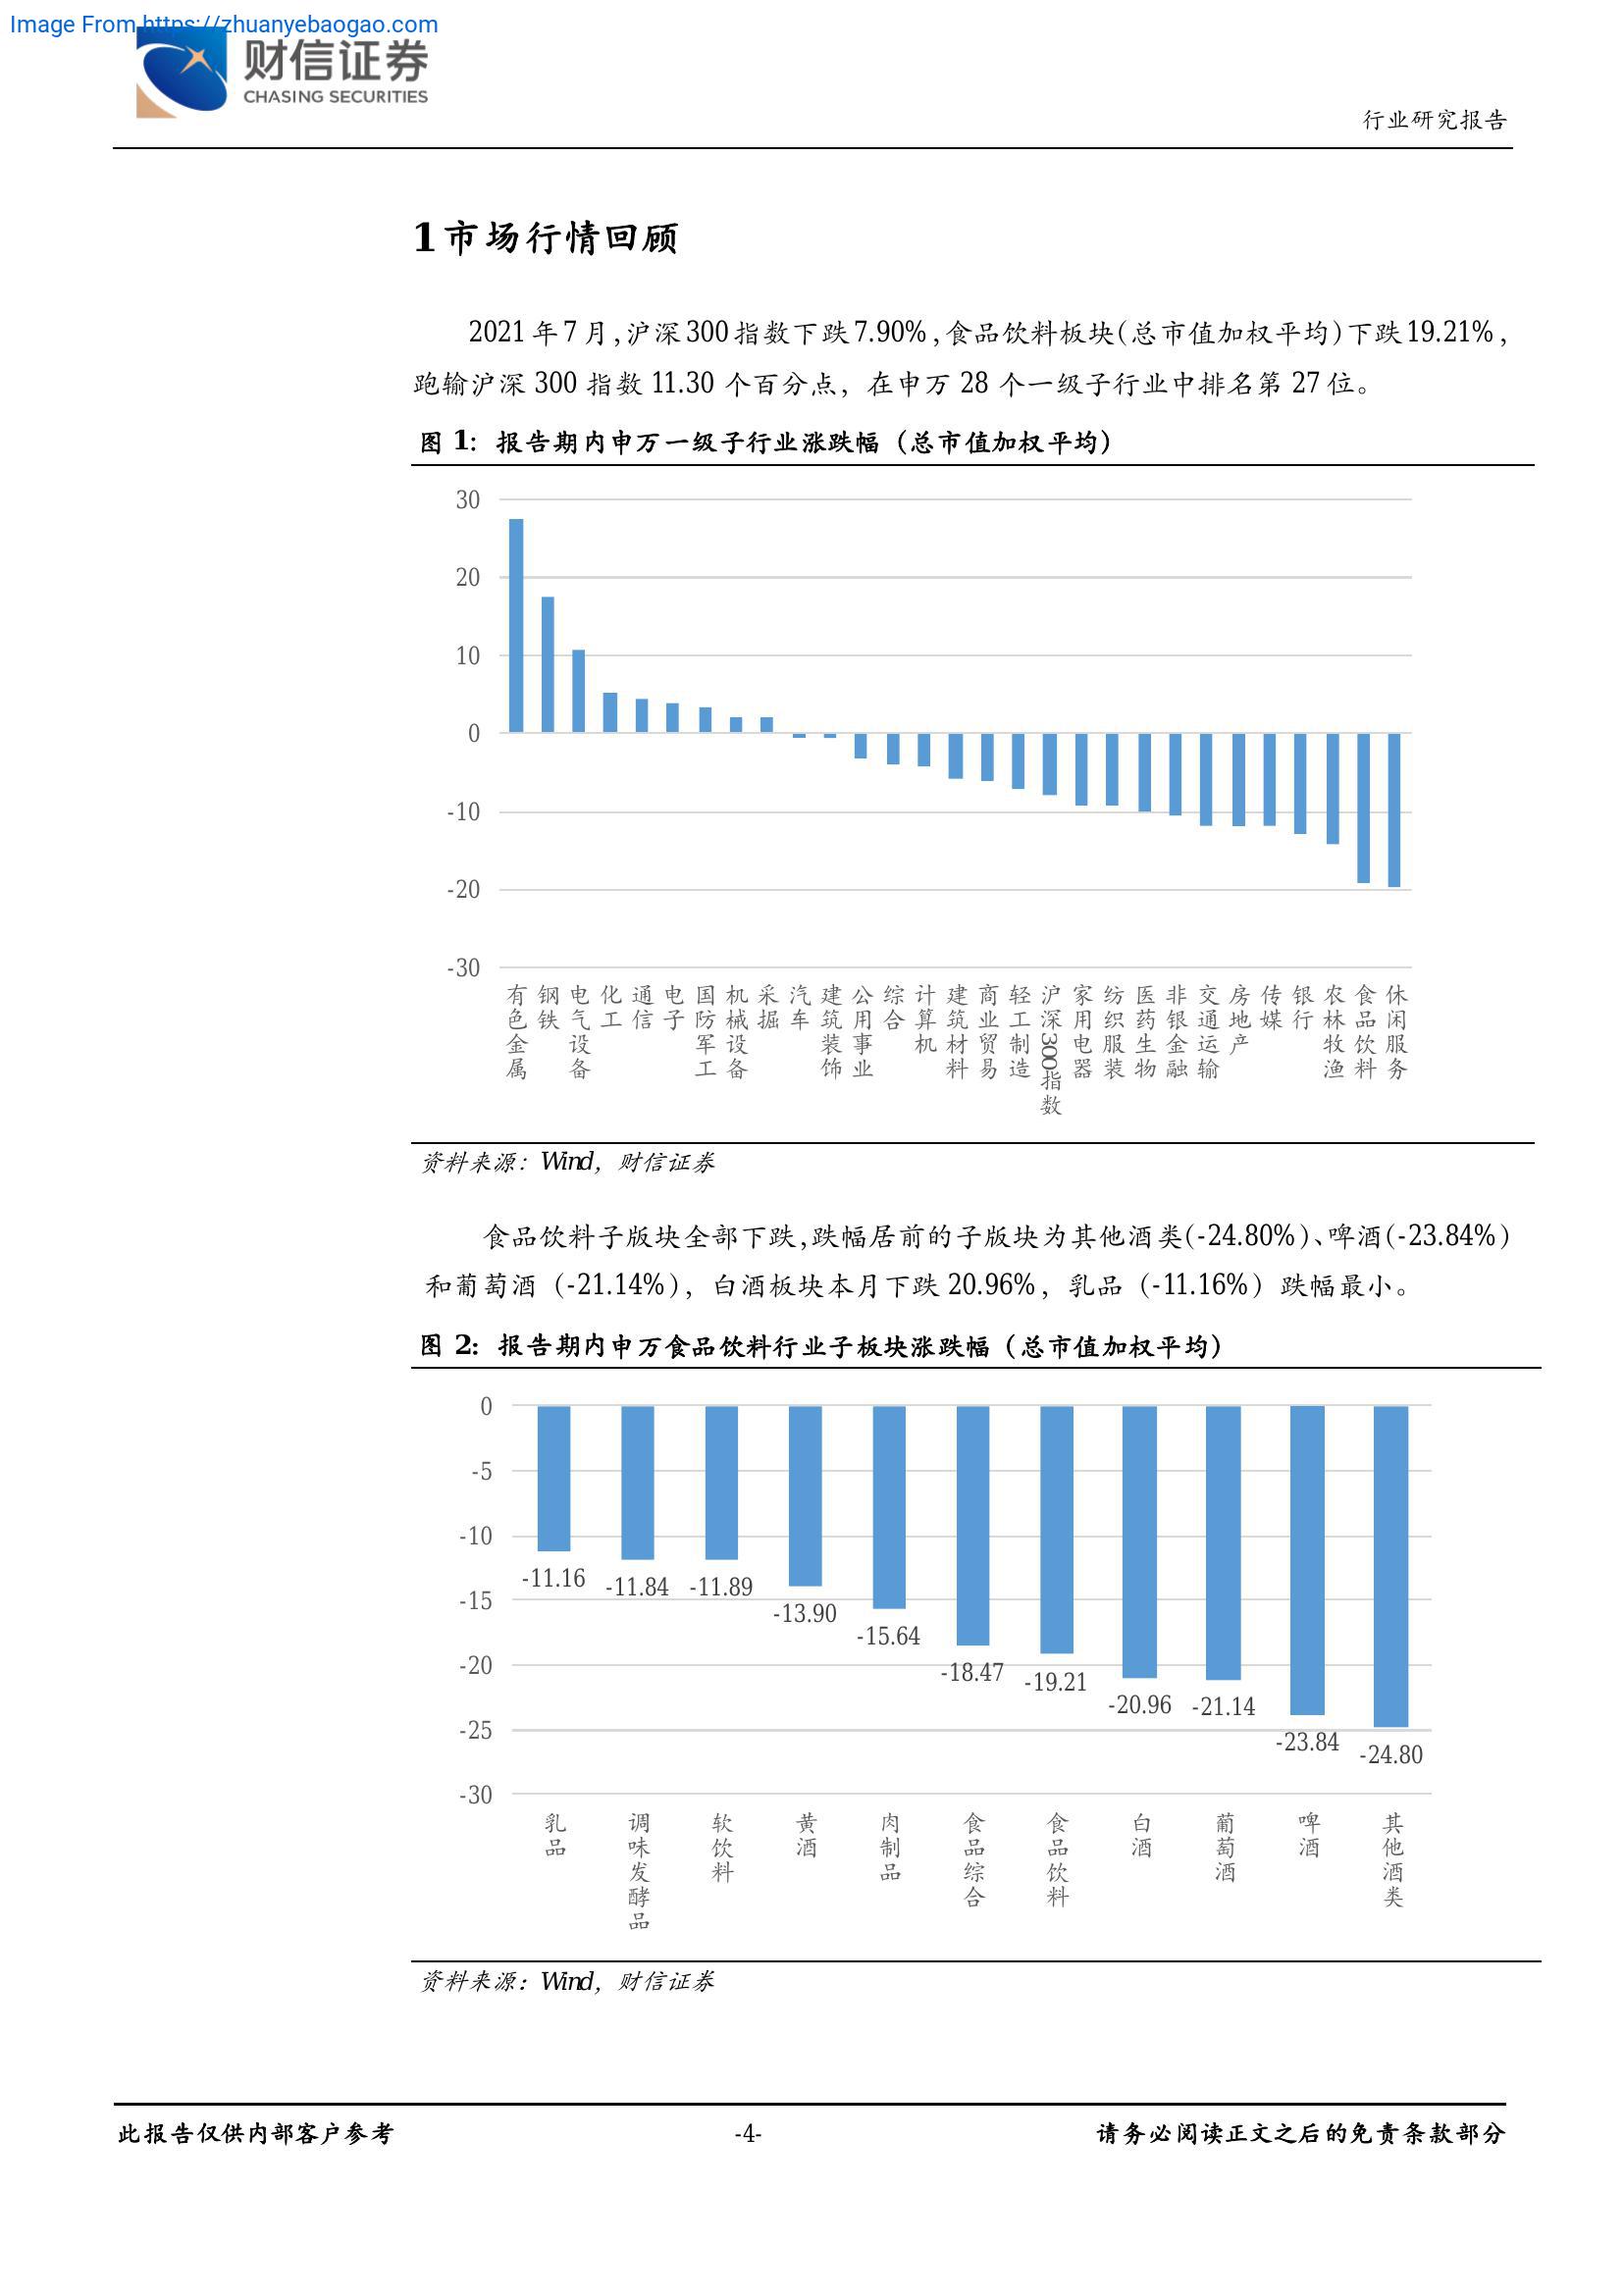 Image From https://zhuanyebaogao.com
财信证券
CHASING SECURITIES
行业研究报告
1市场行情回顾
2021年7月,沪深300指数下跌7.90%,食品饮料板块(总市值加权平均)下跌19.21%,
跑输沪深 300 指数 11.30 个百分点，在申万 28 个一级子行业中排名第 27 位。
图 1：报告期内申万一级子行业涨跌幅（总市值加权平均）
30
20
10
0
-10
-20
-30
有色金属
钢铁
电气设备
化工
通信
电子
国防军工
机械设备
采掘
汽车
建筑装饰
公用事业
综合
计算机
建筑材料
商业贸易
轻工制造
沪深300指数
家用电器
纺织服装
医药生物
非银金融
交通运输
房地产
传媒
银行
农林牧渔
食品饮料
休闲服务
资料来源：Wind，财信证券
食品饮料子版块全部下跌,跌幅居前的子版块为其他酒类(-24.80%)、啤酒(-23.84%)
和葡萄酒（-21.14%），白酒板块本月下跌 20.96%，乳品（-11.16%）跌幅最小。
图 2：报告期内申万食品饮料行业子板块涨跌幅（总市值加权平均）
0
-5
-10
-15
-20
-25
-30
-11.16
-11.84
-11.89
-13.90
-15.64
-18.47
-19.21
-20.96
-21.14
-23.84
-24.80
乳品
调味发酵品
软饮料
黄酒
肉制品
食品综合
食品饮料
白酒
葡萄酒
啤酒
其他酒类
资料来源：Wind，财信证券
此报告仅供内部客户参考
-4-
请务必阅读正文之后的免责条款部分